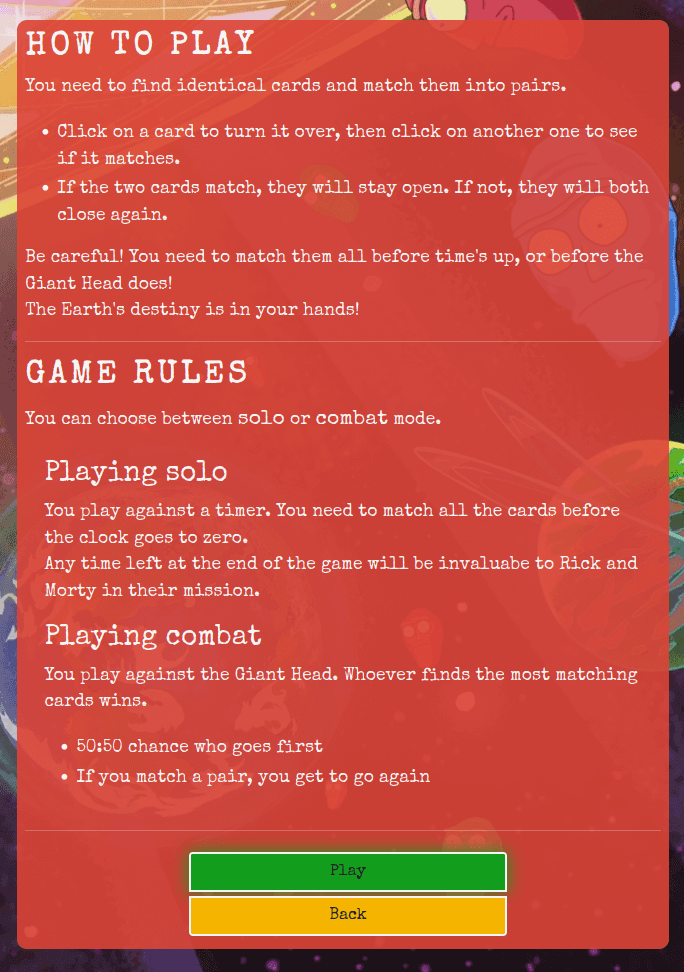 HOW TO PLAY
You need to find identical cards and match them into pairs.
• Click on a card to turn it over, then click on another one to see
if it matches.
• If the two cards match, they will stay open. If not, they will both
close again.
Be careful! You need to match them all before time's up, or before the
Giant Head does!
The Earth's destiny is in your hands!
GAME RULES
You can choose between solo or combat mode.
Playing solo
You play against a timer. You need to match all the cards before
the clock goes to zero.
Any time left at the end of the game will be invaluabe to Rick and
Morty in their mission.
Playing combat
You play against the Giant Head. Whoever finds the most matching
cards wins.
• 50:50 chance who goes first
• If you match a pair, you get to go again
Play
Back